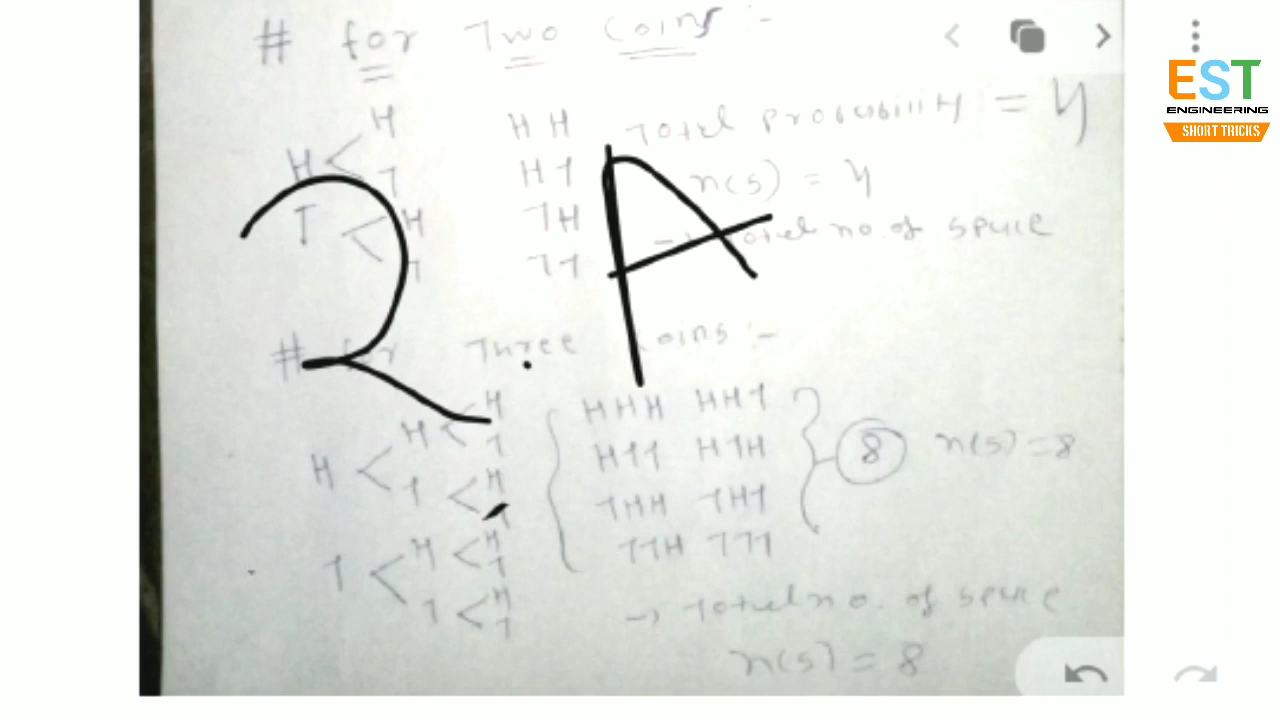 # for Two Coins :-
H H H H Total Probability = 4
T H T n(s) = 4
T H T H → total no. of space
T T T
# for Three Coins :-
H HHH HHT
H T HTT HTH 8 n(s) = 8
H T H THH THT
T
T H H TTH TTT
T
T H → Total no. of space
T
n(s) = 8
2 A
EST
ENGINEERING
SHORT TRICKS